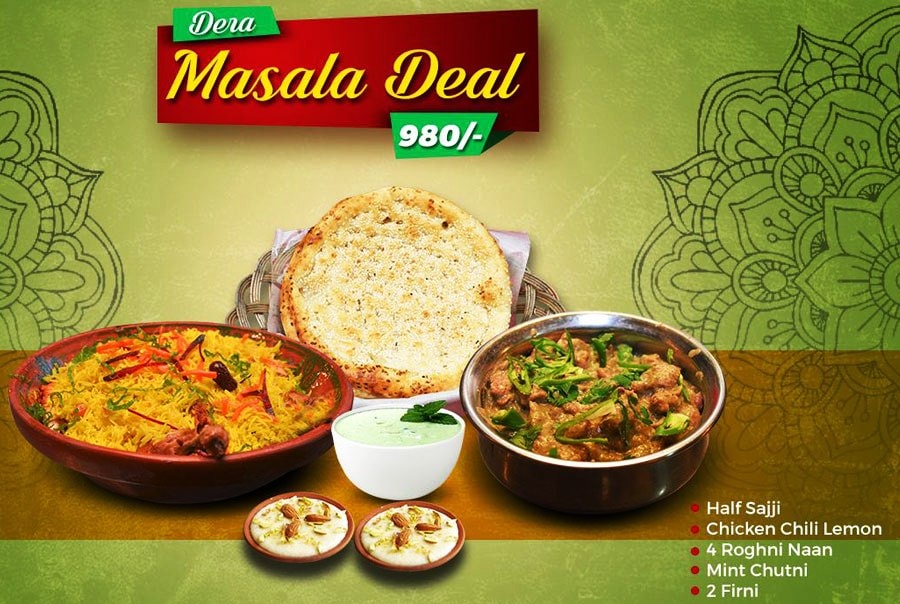 Dera
Masala Deal
980/-
Half Sajji
Chicken Chili Lemon
4 Roghni Naan
Mint Chutni
2 Firni